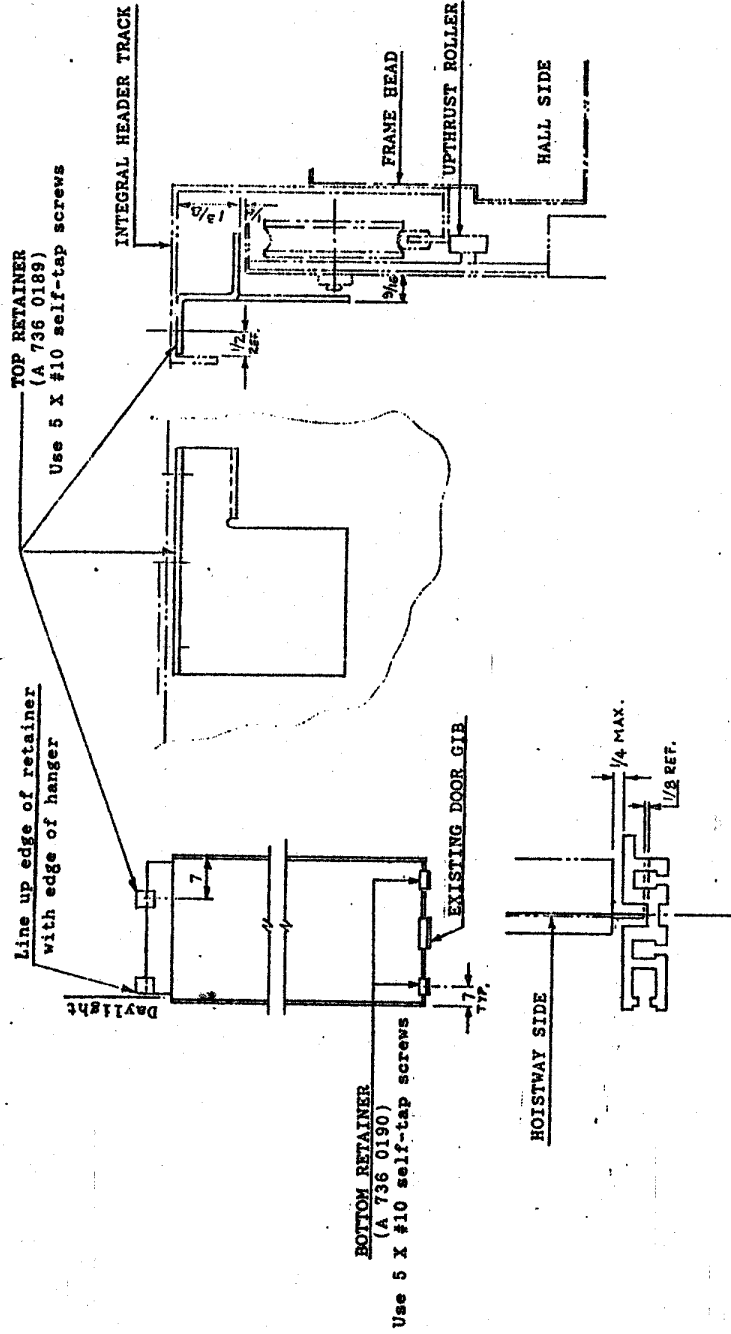 TOP RETAINER
(A 736 0189)
Use 5 X #10 self-tap screws
INTEGRAL HEADER TRACK
FRAME HEAD
UPTHRUST ROLLER
HALL SIDE
9/16
1/2
REF.
Line up edge of retainer
with edge of hanger
Daylight
7
7
TYP.
EXISTING DOOR GIB
BOTTOM RETAINER
(A 736 0190)
Use 5 X #10 self-tap screws
HOISTWAY SIDE
1/4 MAX.
1/8 REF.